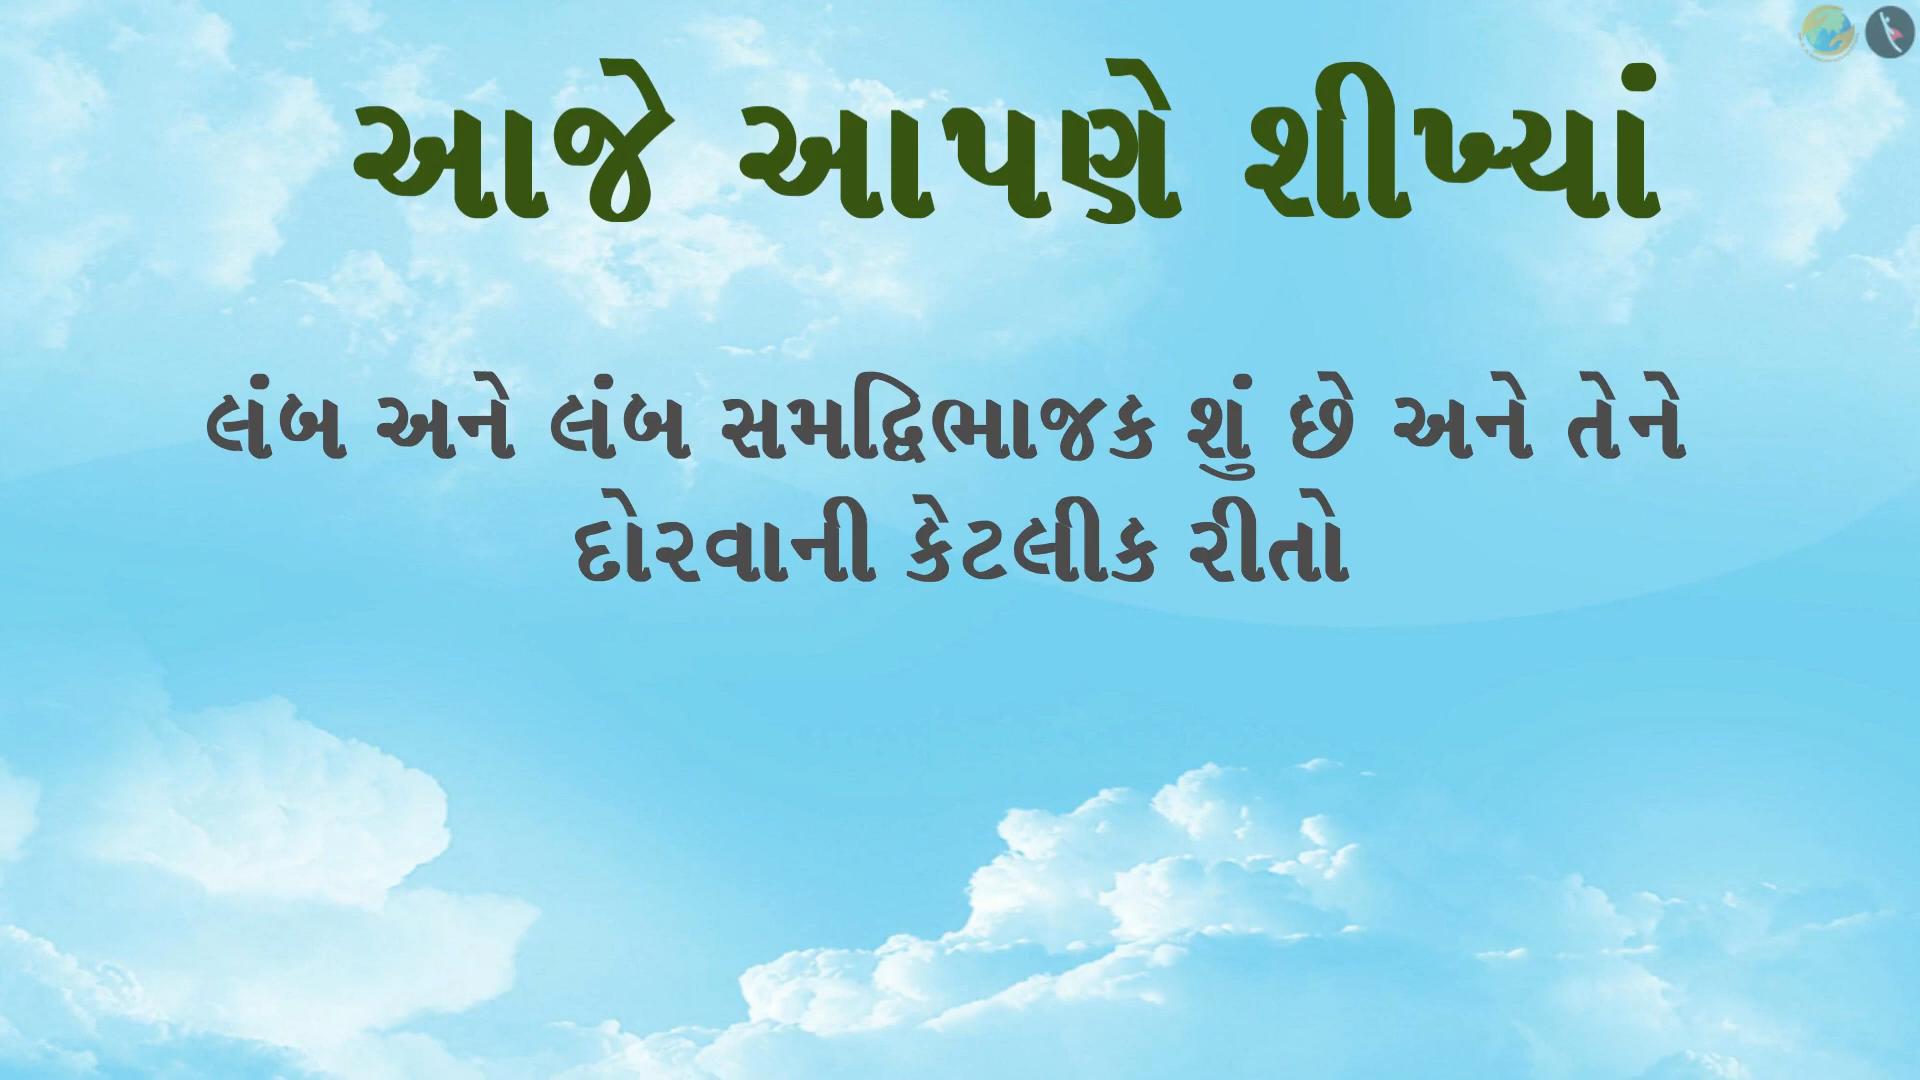 આજે આપણે શીખ્યાં
લંબ અને લંબ સમદ્વિભાજક શું છે અને તેને
દોરવાની કેટલીક રીતો